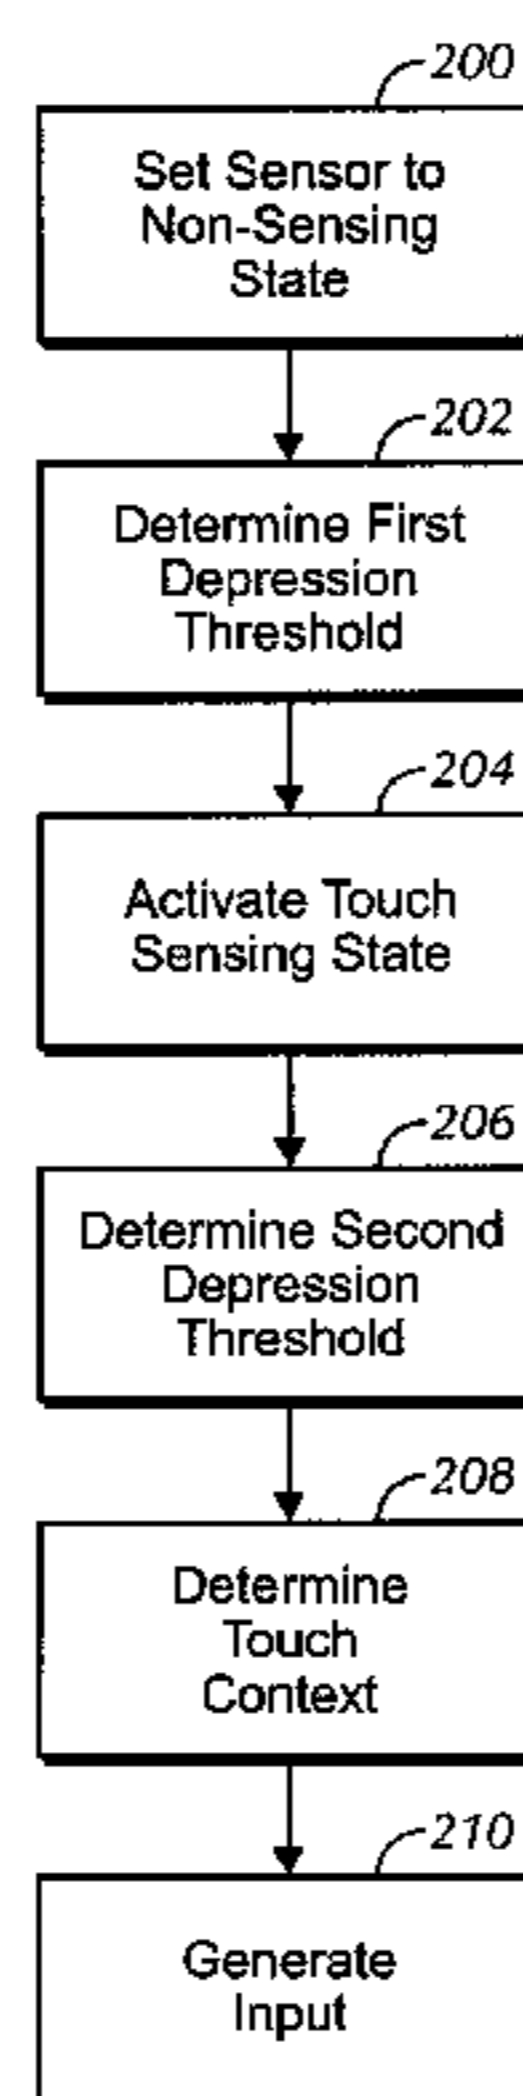 200
Set Sensor to
Non-Sensing
State
202
Determine First
Depression
Threshold
204
Activate Touch
Sensing State
206
Determine Second
Depression
Threshold
208
Determine
Touch
Context
210
Generate
Input